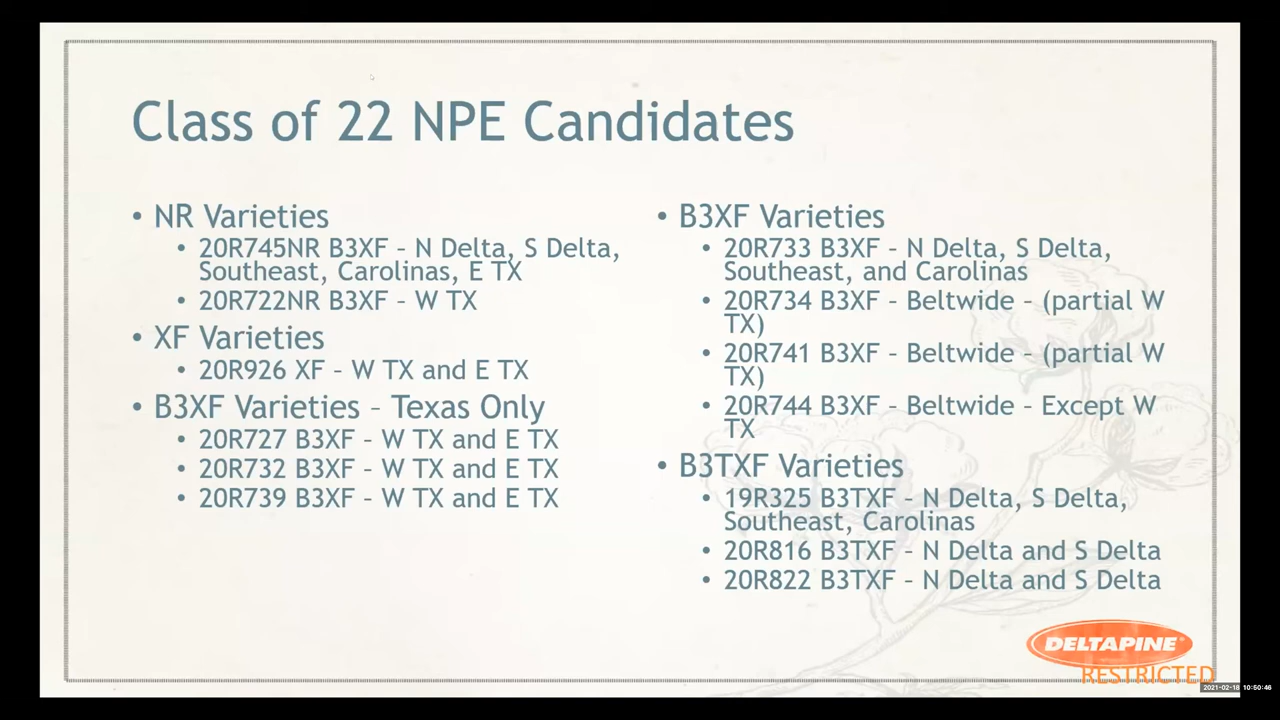 Class of 22 NPE Candidates
• NR Varieties
• 20R745NR B3XF – N Delta, S Delta,
Southeast, Carolinas, E TX
• 20R722NR B3XF – W TX
• XF Varieties
• 20R926 XF – W TX and E TX
• B3XF Varieties – Texas Only
• 20R727 B3XF – W TX and E TX
• 20R732 B3XF – W TX and E TX
• 20R739 B3XF – W TX and E TX
• B3XF Varieties
• 20R733 B3XF – N Delta, S Delta,
Southeast, and Carolinas
• 20R734 B3XF – Beltwide – (partial W
TX)
• 20R741 B3XF – Beltwide – (partial W
TX)
• 20R744 B3XF – Beltwide – Except W
TX
• B3TXF Varieties
• 19R325 B3TXF – N Delta, S Delta,
Southeast, Carolinas
• 20R816 B3TXF – N Delta and S Delta
• 20R822 B3TXF – N Delta and S Delta
DELTAPINE
RESTRICTED
2021-02-18 10:50:46